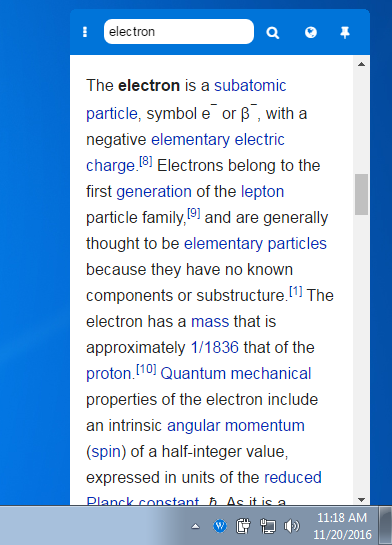 electron
The electron is a subatomic
particle, symbol e⁻ or β⁻, with a
negative elementary electric
charge.[8] Electrons belong to the
first generation of the lepton
particle family,[9] and are generally
thought to be elementary particles
because they have no known
components or substructure.[1] The
electron has a mass that is
approximately 1/1836 that of the
proton.[10] Quantum mechanical
properties of the electron include
an intrinsic angular momentum
(spin) of a half-integer value,
expressed in units of the reduced
Planck constant, ħ. As it is a
W
11:18 AM
11/20/2016